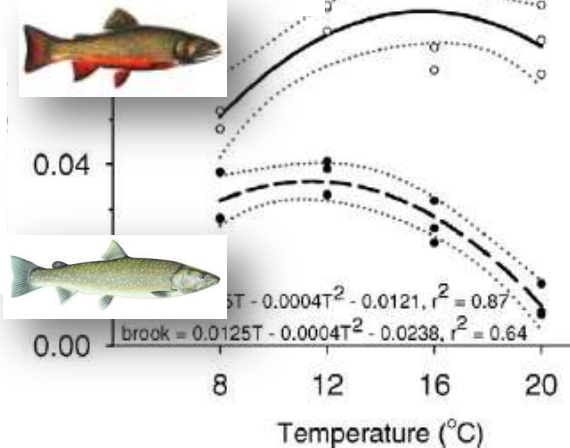 0.04
T - 0.0004T² - 0.0121, r² = 0.87
brook = 0.0125T - 0.0004T² - 0.0238, r² = 0.64
0.00
8 12 16 20
Temperature (°C)